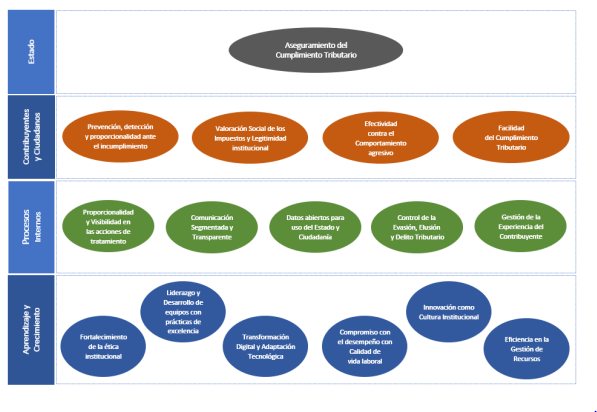 Estado
Aseguramiento del
Cumplimiento Tributario
Contribuyentes
y Ciudadanos
Prevención, detección
y proporcionalidad ante
el incumplimiento
Valoración Social de los
Impuestos y Legitimidad
institucional
Efectividad
contra el
Comportamiento
agresivo
Facilidad
del Cumplimiento
Tributario
Procesos
Internos
Proporcionalidad
y Visibilidad en
las acciones de
tratamiento
Comunicación
Segmentada y
Transparente
Datos abiertos para
uso del Estado y
Ciudadanía
Control de la
Evasión, Elusión
y Delito Tributario
Gestión de la
Experiencia del
Contribuyente
Aprendizaje y
Crecimiento
Fortalecimiento
de la ética
institucional
Liderazgo y
Desarrollo de
equipos con
prácticas de
excelencia
Transformación
Digital y Adaptación
Tecnológica
Compromiso con
el desempeño con
Calidad de
vida laboral
Innovación como
Cultura Institucional
Eficiencia en la
Gestión de
Recursos
.